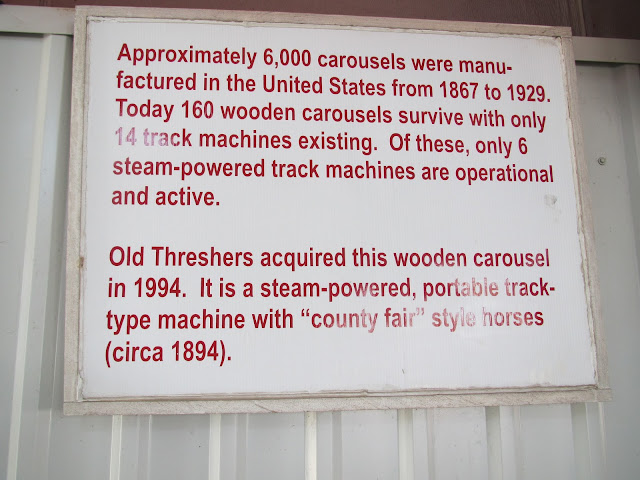 Approximately 6,000 carousels were manu-
factured in the United States from 1867 to 1929.
Today 160 wooden carousels survive with only
14 track machines existing.  Of these, only 6
steam-powered track machines are operational
and active.
Old Threshers acquired this wooden carousel
in 1994.  It is a steam-powered, portable track-
type machine with “county fair” style horses
(circa 1894).